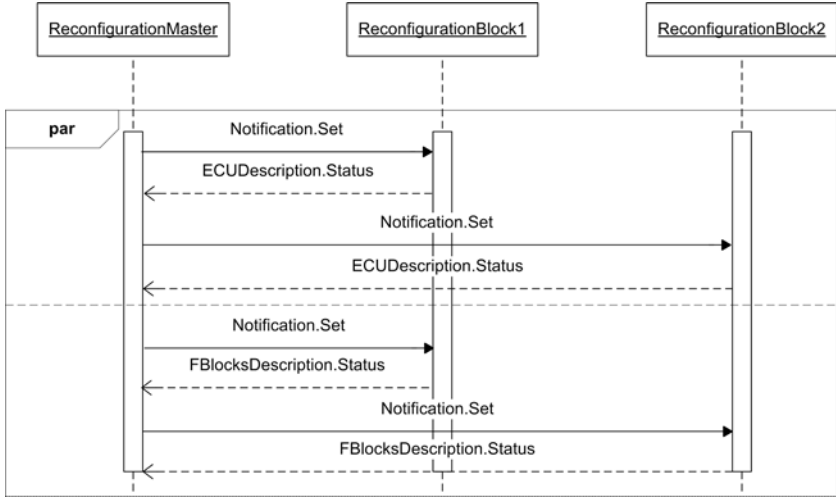 ReconfigurationMaster
ReconfigurationBlock1
ReconfigurationBlock2
par
Notification.Set
ECUDescription.Status
Notification.Set
ECUDescription.Status
Notification.Set
FBlocksDescription.Status
Notification.Set
FBlocksDescription.Status